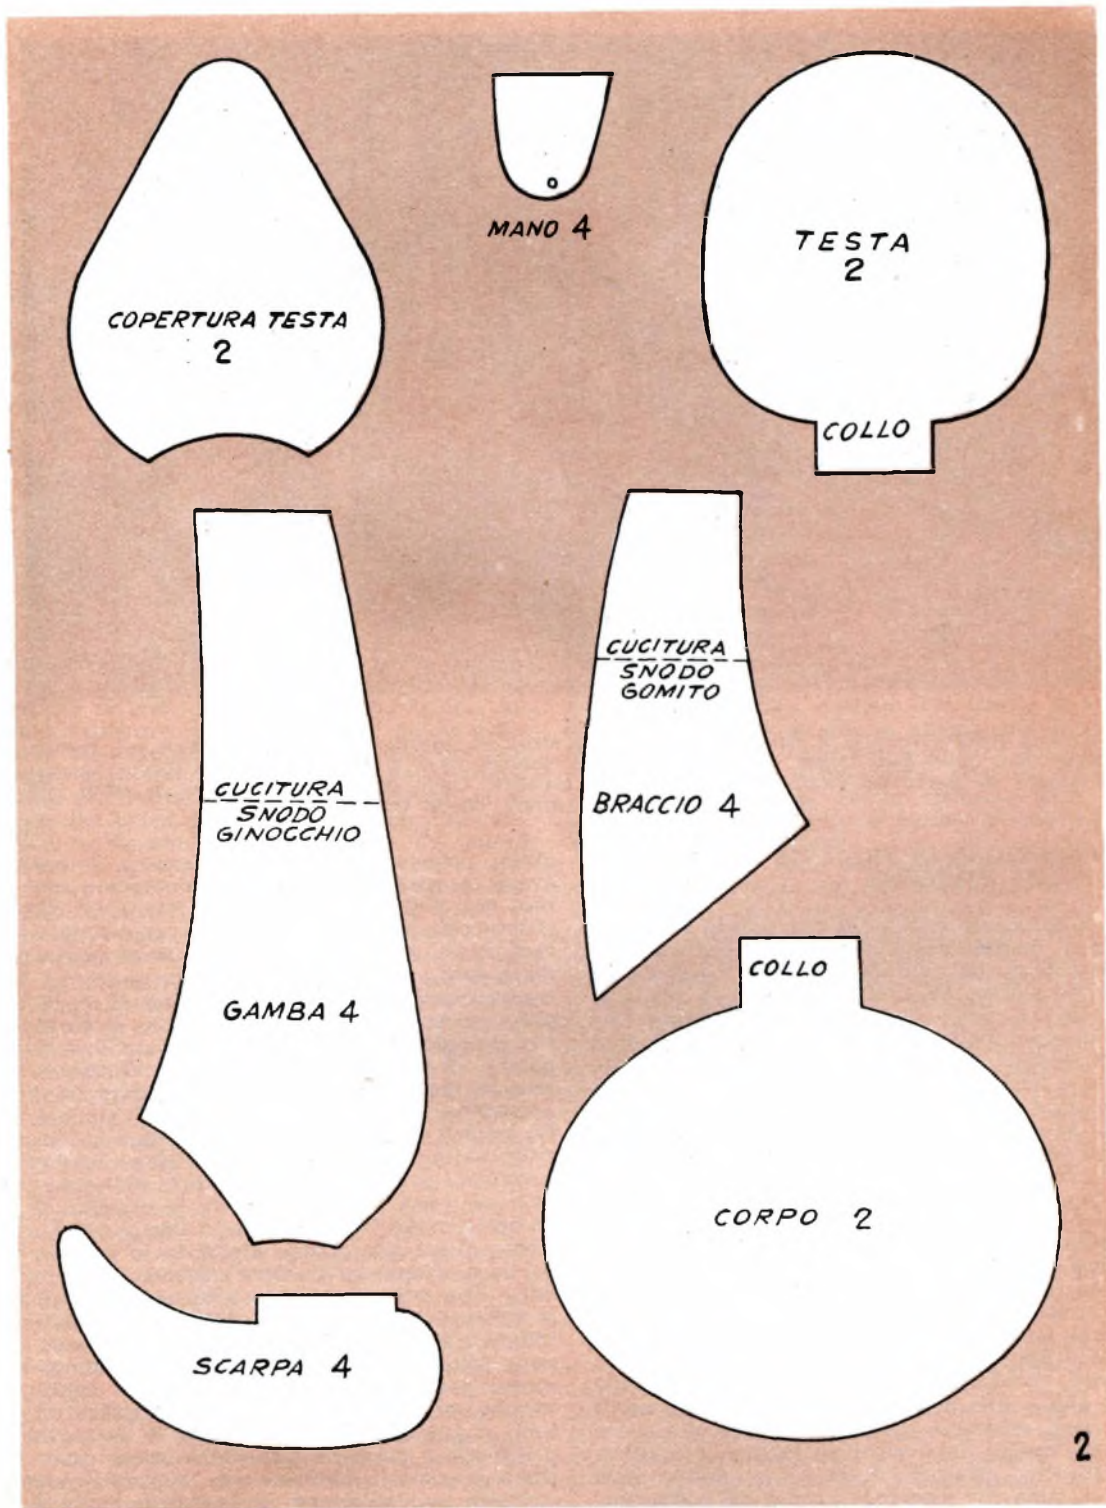 MANO 4
TESTA
2
COPERTURA TESTA
2
COLLO
CUCITURA
SNODO
GOMITO
BRACCIO 4
CUCITURA
SNODO
GINOCCHIO
GAMBA 4
COLLO
CORPO 2
SCARPA 4
2